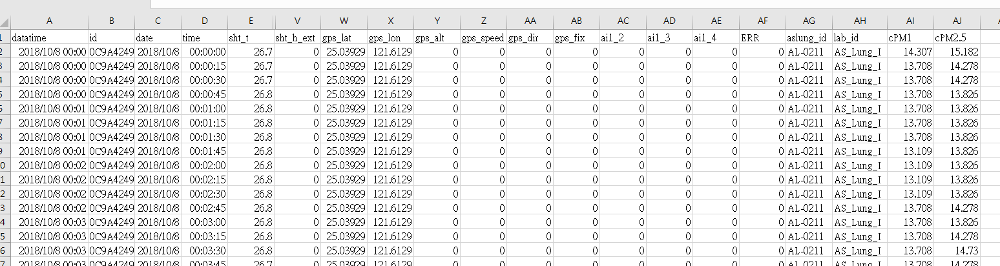 A B C D E V W X Y Z AA AB AC AD AE AF AG AH AI AJ
1 datatime id date time sht_t sht_h_ext gps_lat gps_lon gps_alt gps_speed gps_dir gps_fix ai1_2 ai1_3 ai1_4 ERR aslung_id lab_id cPM1 cPM2.5
2 2018/10/8 00:00 0C9A4249 2018/10/8 00:00:00 26.7 0 25.03929 121.6129 0 0 0 0 0 0 0 0 AL-0211 AS_Lung_I 14.307 15.182
3 2018/10/8 00:00 0C9A4249 2018/10/8 00:00:15 26.7 0 25.03929 121.6129 0 0 0 0 0 0 0 0 AL-0211 AS_Lung_I 13.708 14.278
4 2018/10/8 00:00 0C9A4249 2018/10/8 00:00:30 26.7 0 25.03929 121.6129 0 0 0 0 0 0 0 0 AL-0211 AS_Lung_I 13.708 14.278
5 2018/10/8 00:00 0C9A4249 2018/10/8 00:00:45 26.8 0 25.03929 121.6129 0 0 0 0 0 0 0 0 AL-0211 AS_Lung_I 13.708 13.826
6 2018/10/8 00:01 0C9A4249 2018/10/8 00:01:00 26.8 0 25.03929 121.6129 0 0 0 0 0 0 0 0 AL-0211 AS_Lung_I 13.708 13.826
7 2018/10/8 00:01 0C9A4249 2018/10/8 00:01:15 26.8 0 25.03929 121.6129 0 0 0 0 0 0 0 0 AL-0211 AS_Lung_I 13.708 13.826
8 2018/10/8 00:01 0C9A4249 2018/10/8 00:01:30 26.8 0 25.03929 121.6129 0 0 0 0 0 0 0 0 AL-0211 AS_Lung_I 13.708 13.826
9 2018/10/8 00:01 0C9A4249 2018/10/8 00:01:45 26.8 0 25.03929 121.6129 0 0 0 0 0 0 0 0 AL-0211 AS_Lung_I 13.109 13.826
0 2018/10/8 00:02 0C9A4249 2018/10/8 00:02:00 26.8 0 25.03929 121.6129 0 0 0 0 0 0 0 0 AL-0211 AS_Lung_I 13.109 13.826
1 2018/10/8 00:02 0C9A4249 2018/10/8 00:02:15 26.8 0 25.03929 121.6129 0 0 0 0 0 0 0 0 AL-0211 AS_Lung_I 13.109 13.826
2 2018/10/8 00:02 0C9A4249 2018/10/8 00:02:30 26.8 0 25.03929 121.6129 0 0 0 0 0 0 0 0 AL-0211 AS_Lung_I 13.109 13.826
3 2018/10/8 00:02 0C9A4249 2018/10/8 00:02:45 26.8 0 25.03929 121.6129 0 0 0 0 0 0 0 0 AL-0211 AS_Lung_I 13.708 14.278
4 2018/10/8 00:03 0C9A4249 2018/10/8 00:03:00 26.8 0 25.03929 121.6129 0 0 0 0 0 0 0 0 AL-0211 AS_Lung_I 13.708 13.826
5 2018/10/8 00:03 0C9A4249 2018/10/8 00:03:15 26.8 0 25.03929 121.6129 0 0 0 0 0 0 0 0 AL-0211 AS_Lung_I 13.708 14.278
6 2018/10/8 00:03 0C9A4249 2018/10/8 00:03:30 26.8 0 25.03929 121.6129 0 0 0 0 0 0 0 0 AL-0211 AS_Lung_I 13.708 14.73
7 2018/10/8 00:03 0C9A4249 2018/10/8 00:03:45 26.7 0 25.03929 121.6129 0 0 0 0 0 0 0 0 AL-0211 AS_Lung_I 13.708 14.278